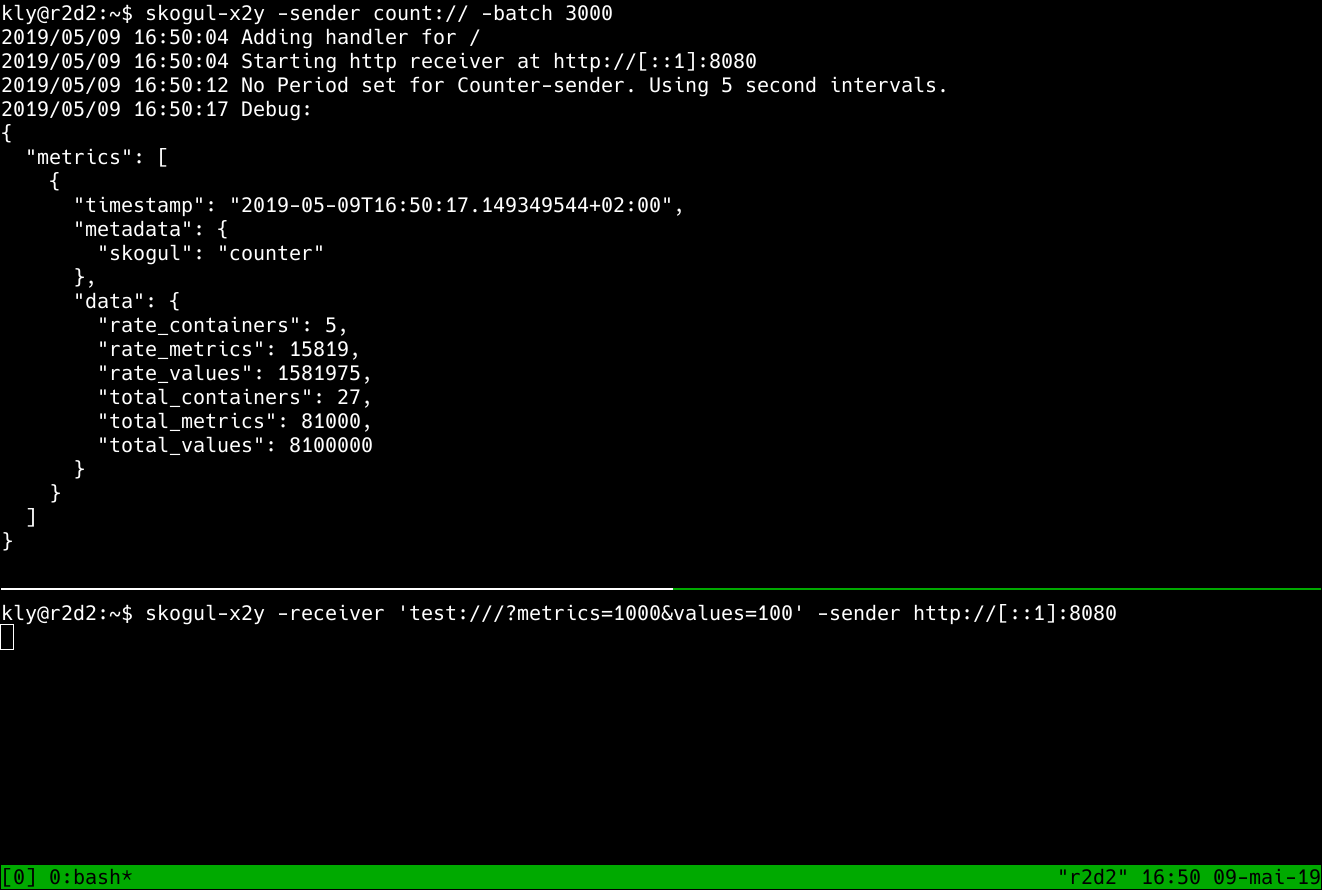 kly@r2d2:~$ skogul-x2y -sender count:// -batch 3000
2019/05/09 16:50:04 Adding handler for /
2019/05/09 16:50:04 Starting http receiver at http://[::1]:8080
2019/05/09 16:50:12 No Period set for Counter-sender. Using 5 second intervals.
2019/05/09 16:50:17 Debug:
{
  "metrics": [
    {
      "timestamp": "2019-05-09T16:50:17.149349544+02:00",
      "metadata": {
        "skogul": "counter"
      },
      "data": {
        "rate_containers": 5,
        "rate_metrics": 15819,
        "rate_values": 1581975,
        "total_containers": 27,
        "total_metrics": 81000,
        "total_values": 8100000
      }
    }
  ]
}
kly@r2d2:~$ skogul-x2y -receiver 'test:///?metrics=1000&values=100' -sender http://[::1]:8080
[0] 0:bash* "r2d2" 16:50 09-mai-19